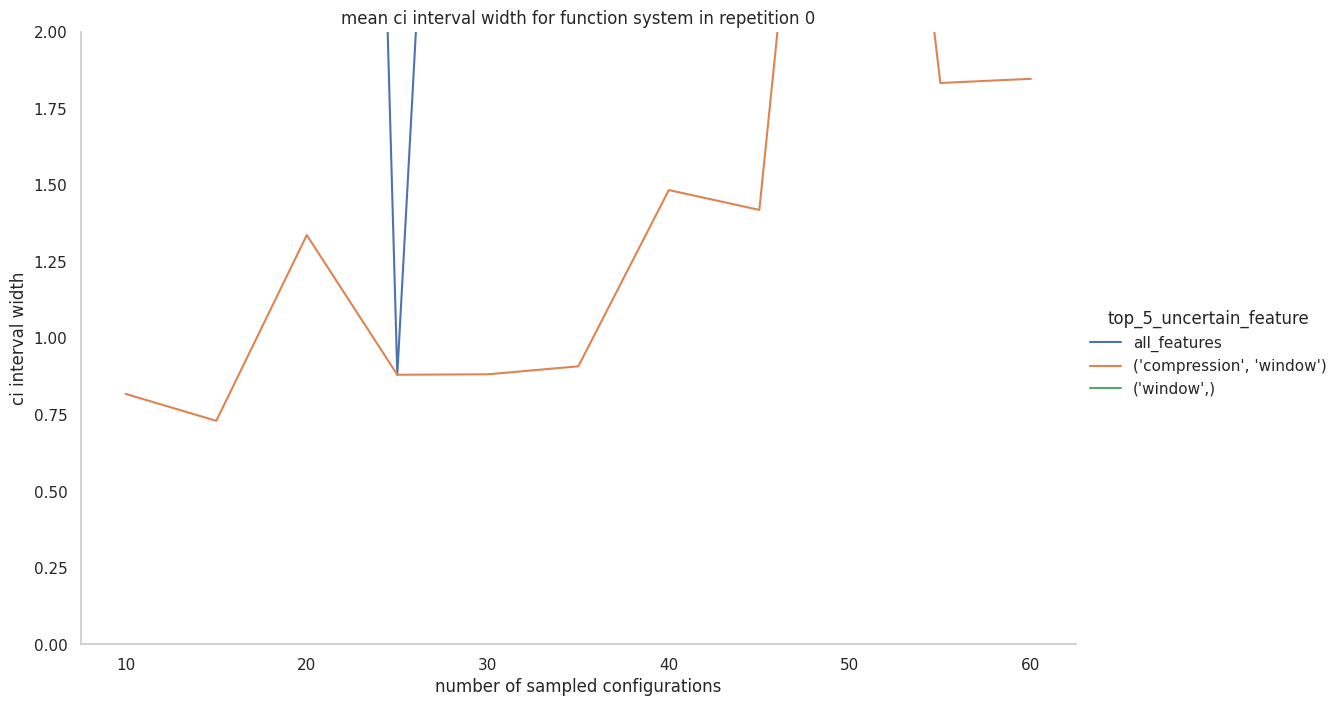 mean ci interval width for function system in repetition 0
2.00
1.75
1.50
1.25
1.00
0.75
0.50
0.25
0.00
ci interval width
10 20 30 40 50 60
number of sampled configurations
top_5_uncertain_feature
all_features
('compression', 'window')
('window',)